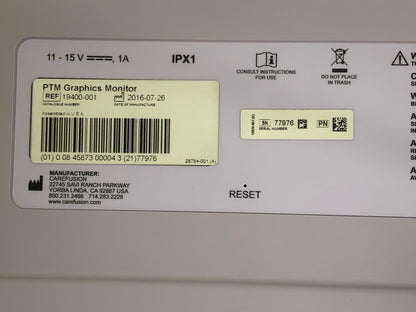 11 - 15 V ⎓, 1A
IPX1
CONSULT INSTRUCTIONS
FOR USE
DO NOT PLACE
IN TRASH
PTM Graphics Monitor
REF 19400-001
CATALOGUE NUMBER
2016-07-26
DATE OF MANUFACTURE
Assembled in U.S.A.
(01) 0 08 45873 00004 3 (21)77976
28784-001 (A)
SN 77976
SERIAL NUMBER
PN
MANUFACTURER:
CAREFUSION
22745 SAVI RANCH PARKWAY
YORBA LINDA, CA 92887 USA
800.231.2466 714.283.2228
www.carefusion.com
RESET